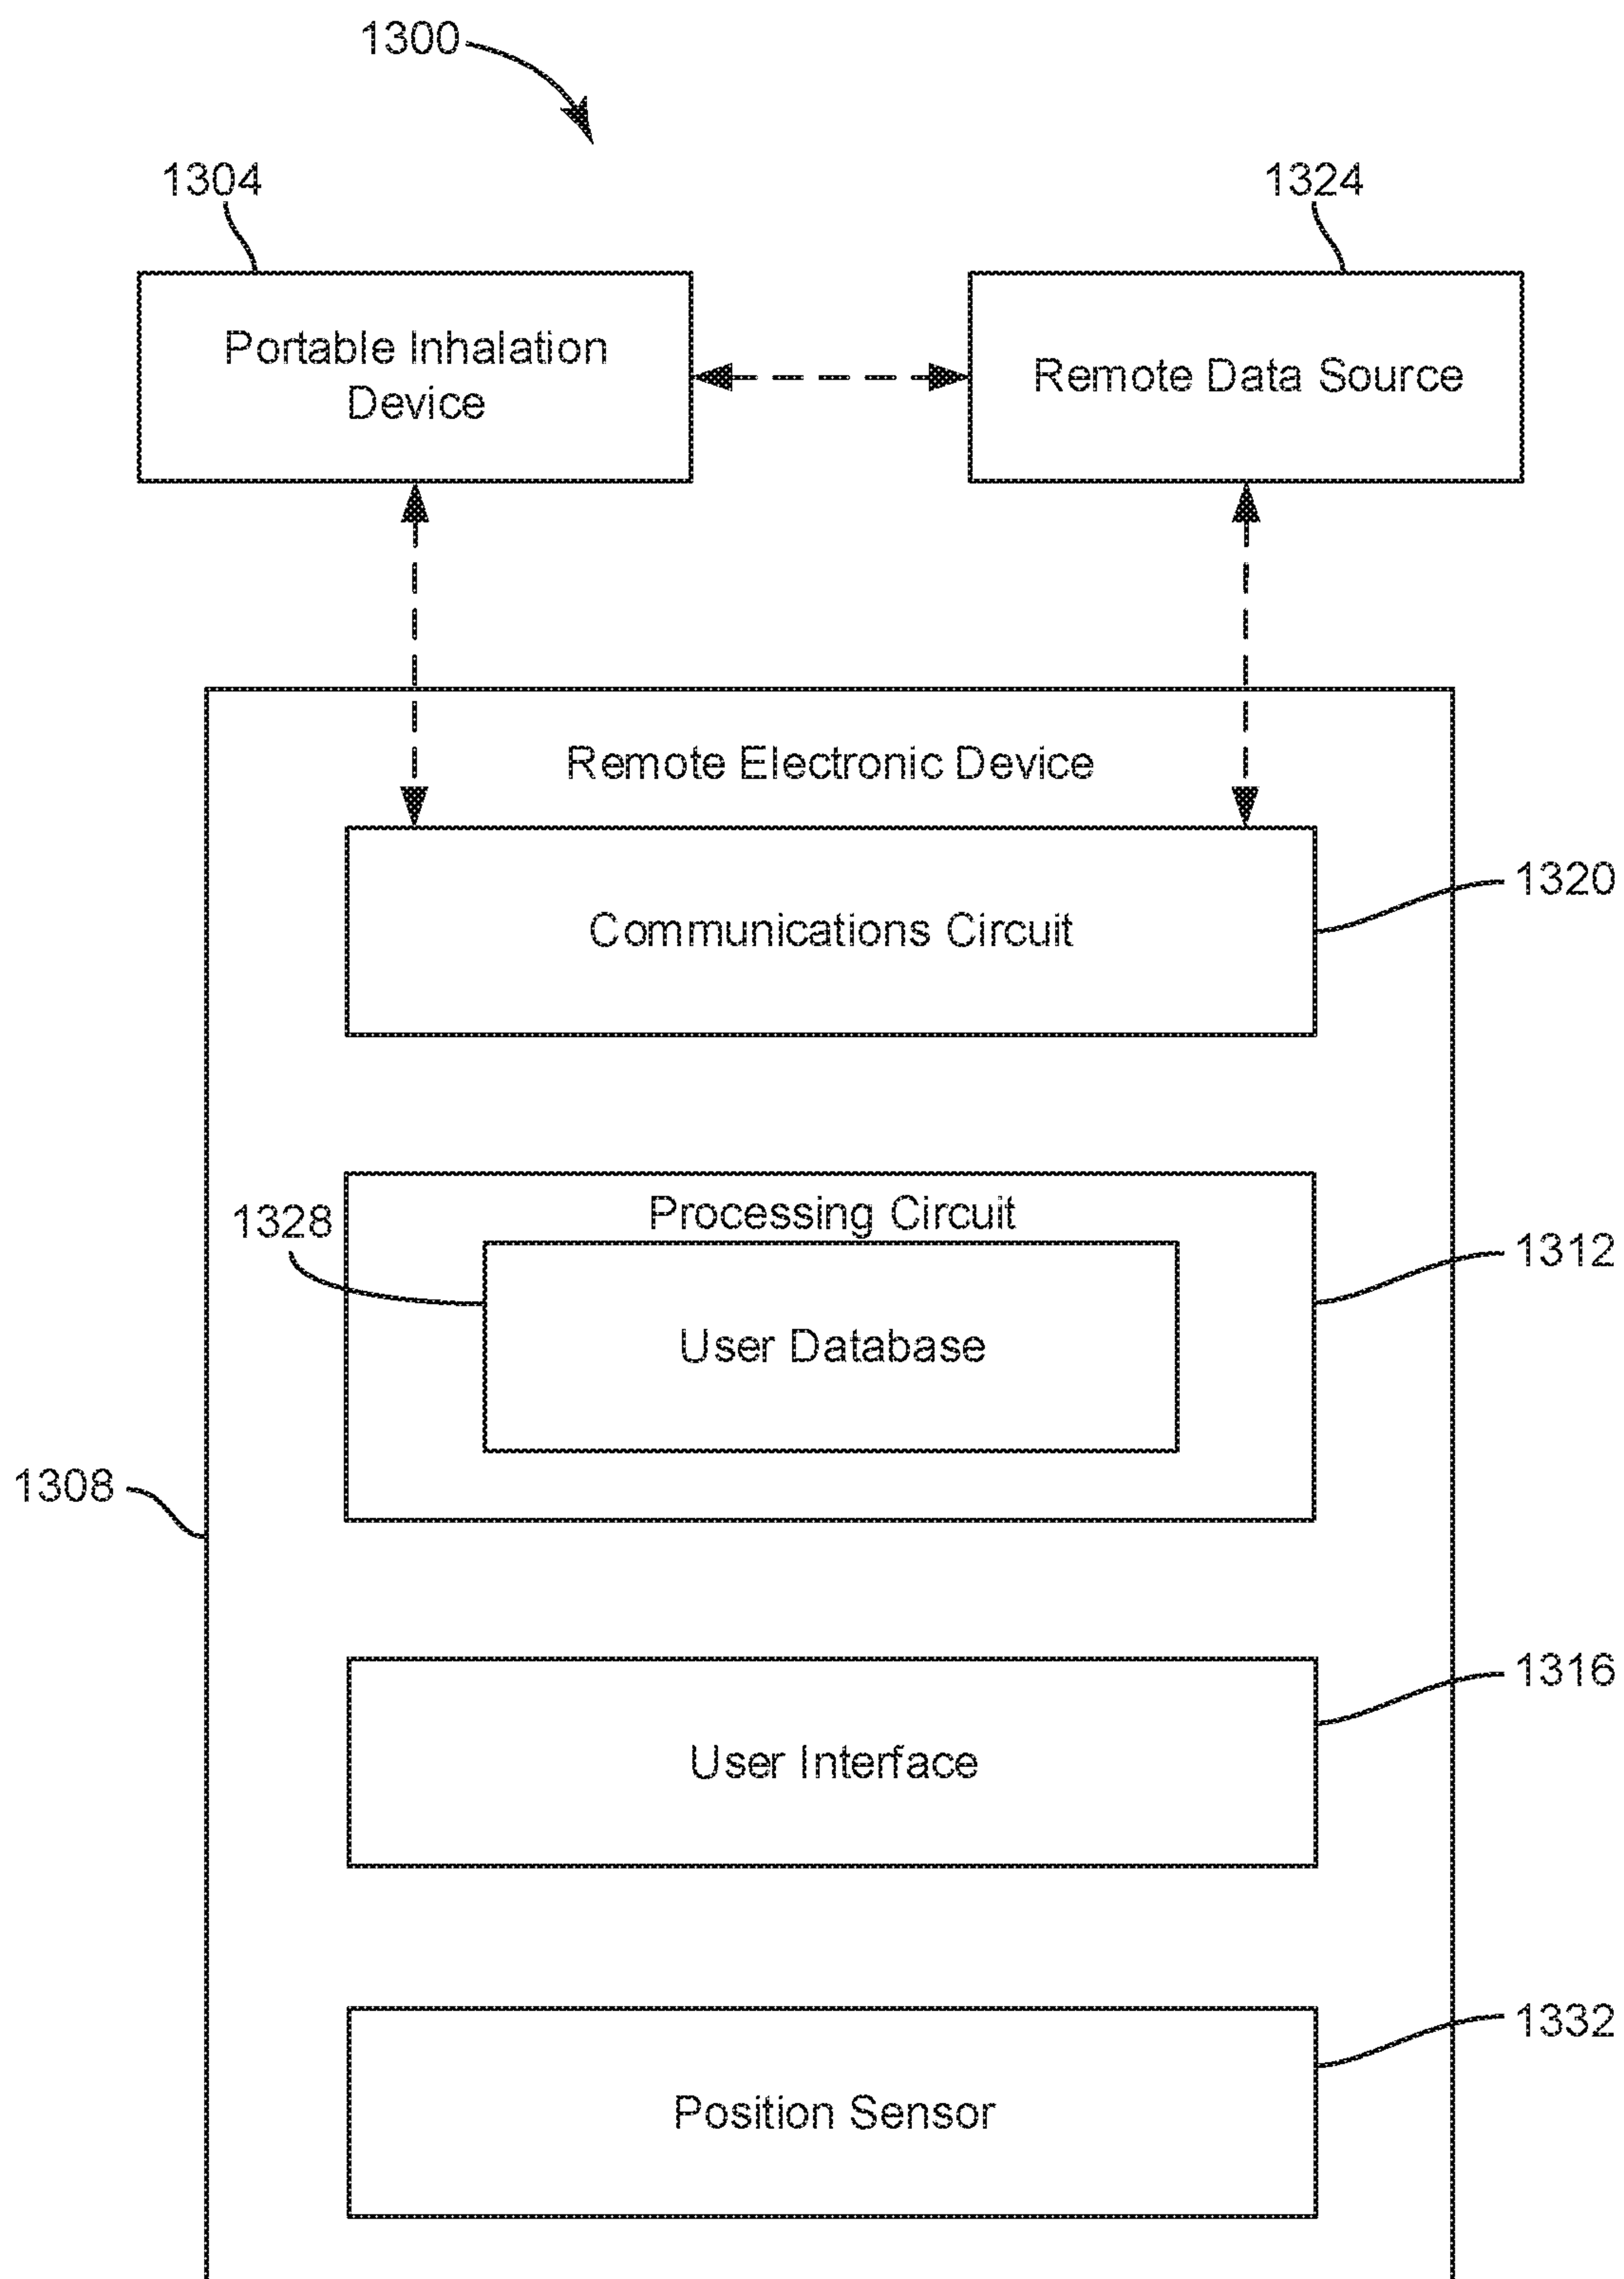 1300
1304
1324
Portable Inhalation
Device
Remote Data Source
Remote Electronic Device
1320
Communications Circuit
Processing Circuit
1328
1312
User Database
1308
1316
User Interface
1332
Position Sensor